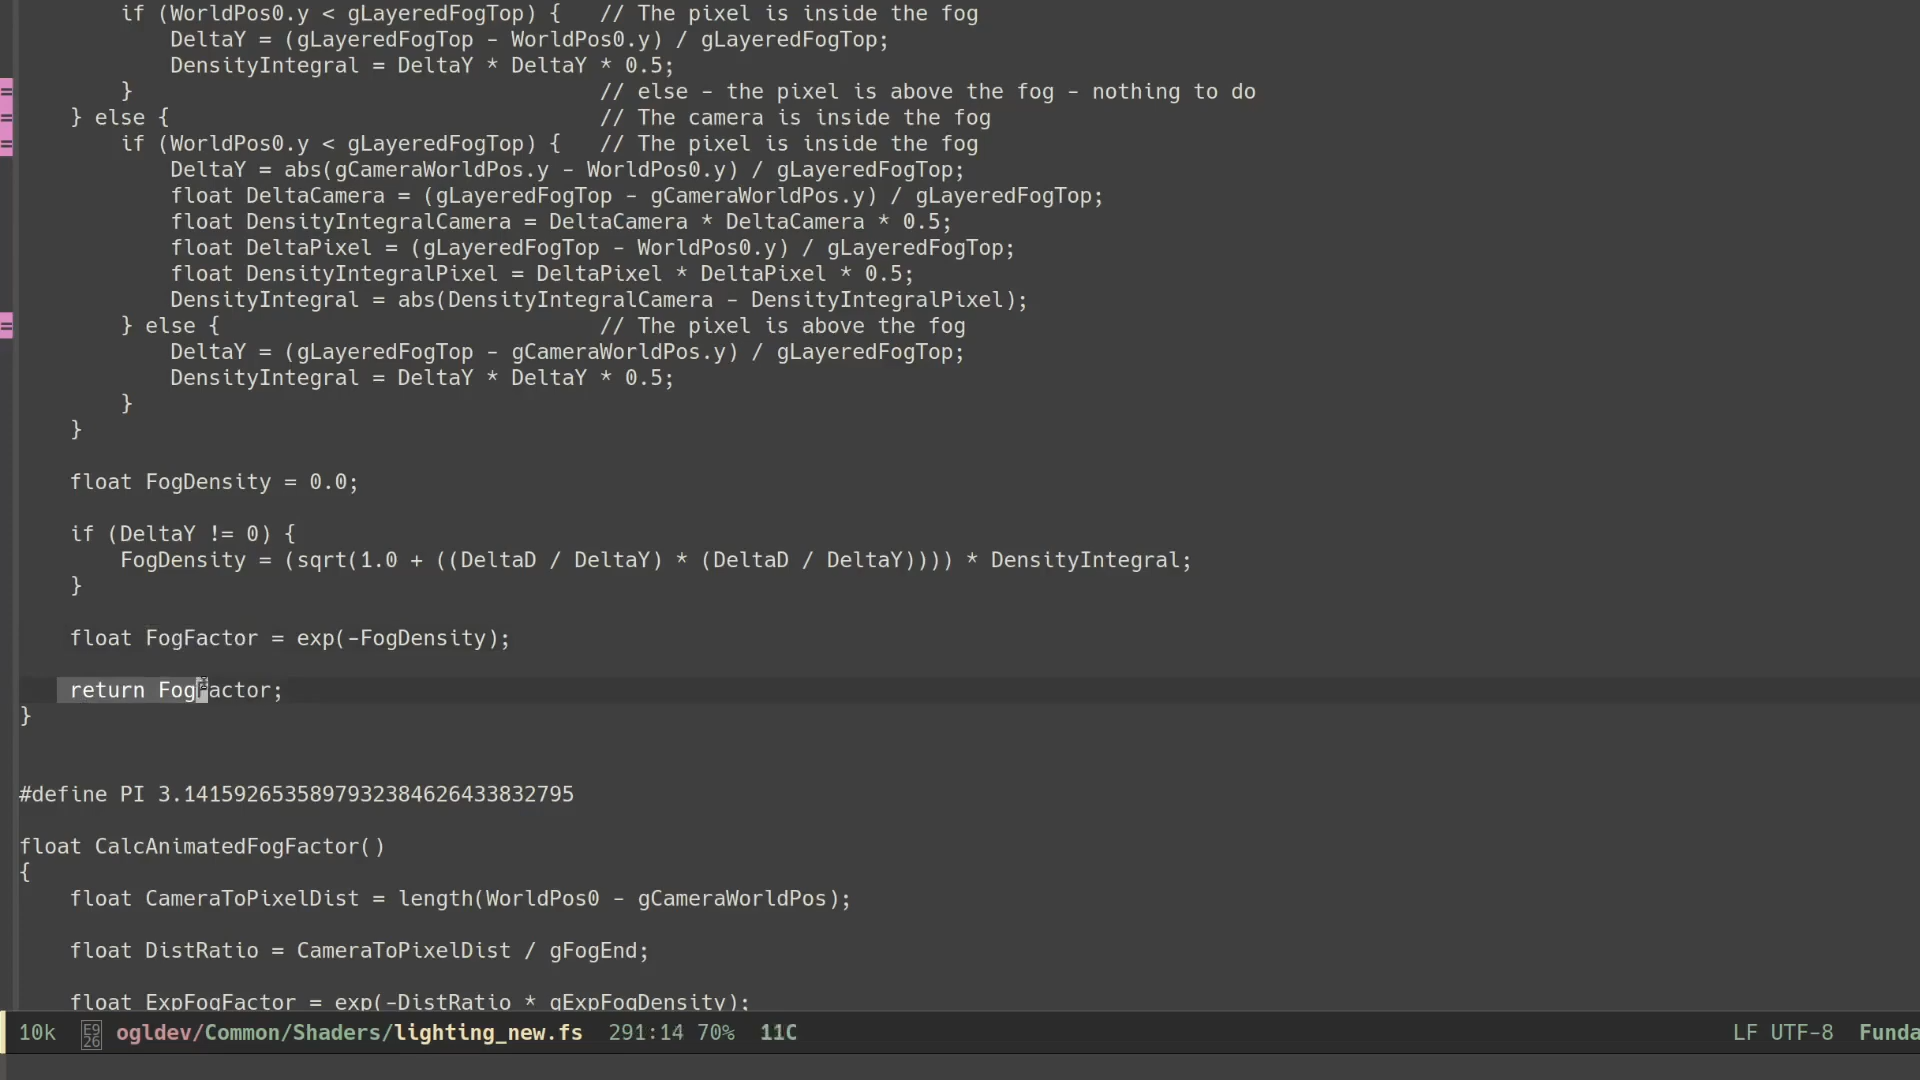 if (WorldPos0.y < gLayeredFogTop) {   // The pixel is inside the fog
DeltaY = (gLayeredFogTop - WorldPos0.y) / gLayeredFogTop;
DensityIntegral = DeltaY * DeltaY * 0.5;
}                                     // else - the pixel is above the fog - nothing to do
} else {                                  // The camera is inside the fog
if (WorldPos0.y < gLayeredFogTop) {   // The pixel is inside the fog
DeltaY = abs(gCameraWorldPos.y - WorldPos0.y) / gLayeredFogTop;
float DeltaCamera = (gLayeredFogTop - gCameraWorldPos.y) / gLayeredFogTop;
float DensityIntegralCamera = DeltaCamera * DeltaCamera * 0.5;
float DeltaPixel = (gLayeredFogTop - WorldPos0.y) / gLayeredFogTop;
float DensityIntegralPixel = DeltaPixel * DeltaPixel * 0.5;
DensityIntegral = abs(DensityIntegralCamera - DensityIntegralPixel);
} else {                              // The pixel is above the fog
DeltaY = (gLayeredFogTop - gCameraWorldPos.y) / gLayeredFogTop;
DensityIntegral = DeltaY * DeltaY * 0.5;
}
}
float FogDensity = 0.0;
if (DeltaY != 0) {
FogDensity = (sqrt(1.0 + ((DeltaD / DeltaY) * (DeltaD / DeltaY)))) * DensityIntegral;
}
float FogFactor = exp(-FogDensity);
return FogFactor;
}
#define PI 3.1415926535897932384626433832795
float CalcAnimatedFogFactor()
{
float CameraToPixelDist = length(WorldPos0 - gCameraWorldPos);
float DistRatio = CameraToPixelDist / gFogEnd;
float ExpFogFactor = exp(-DistRatio * gExpFogDensity);
10k E926 ogldev/Common/Shaders/lighting_new.fs 291:14 70% 11C LF UTF-8 Funda